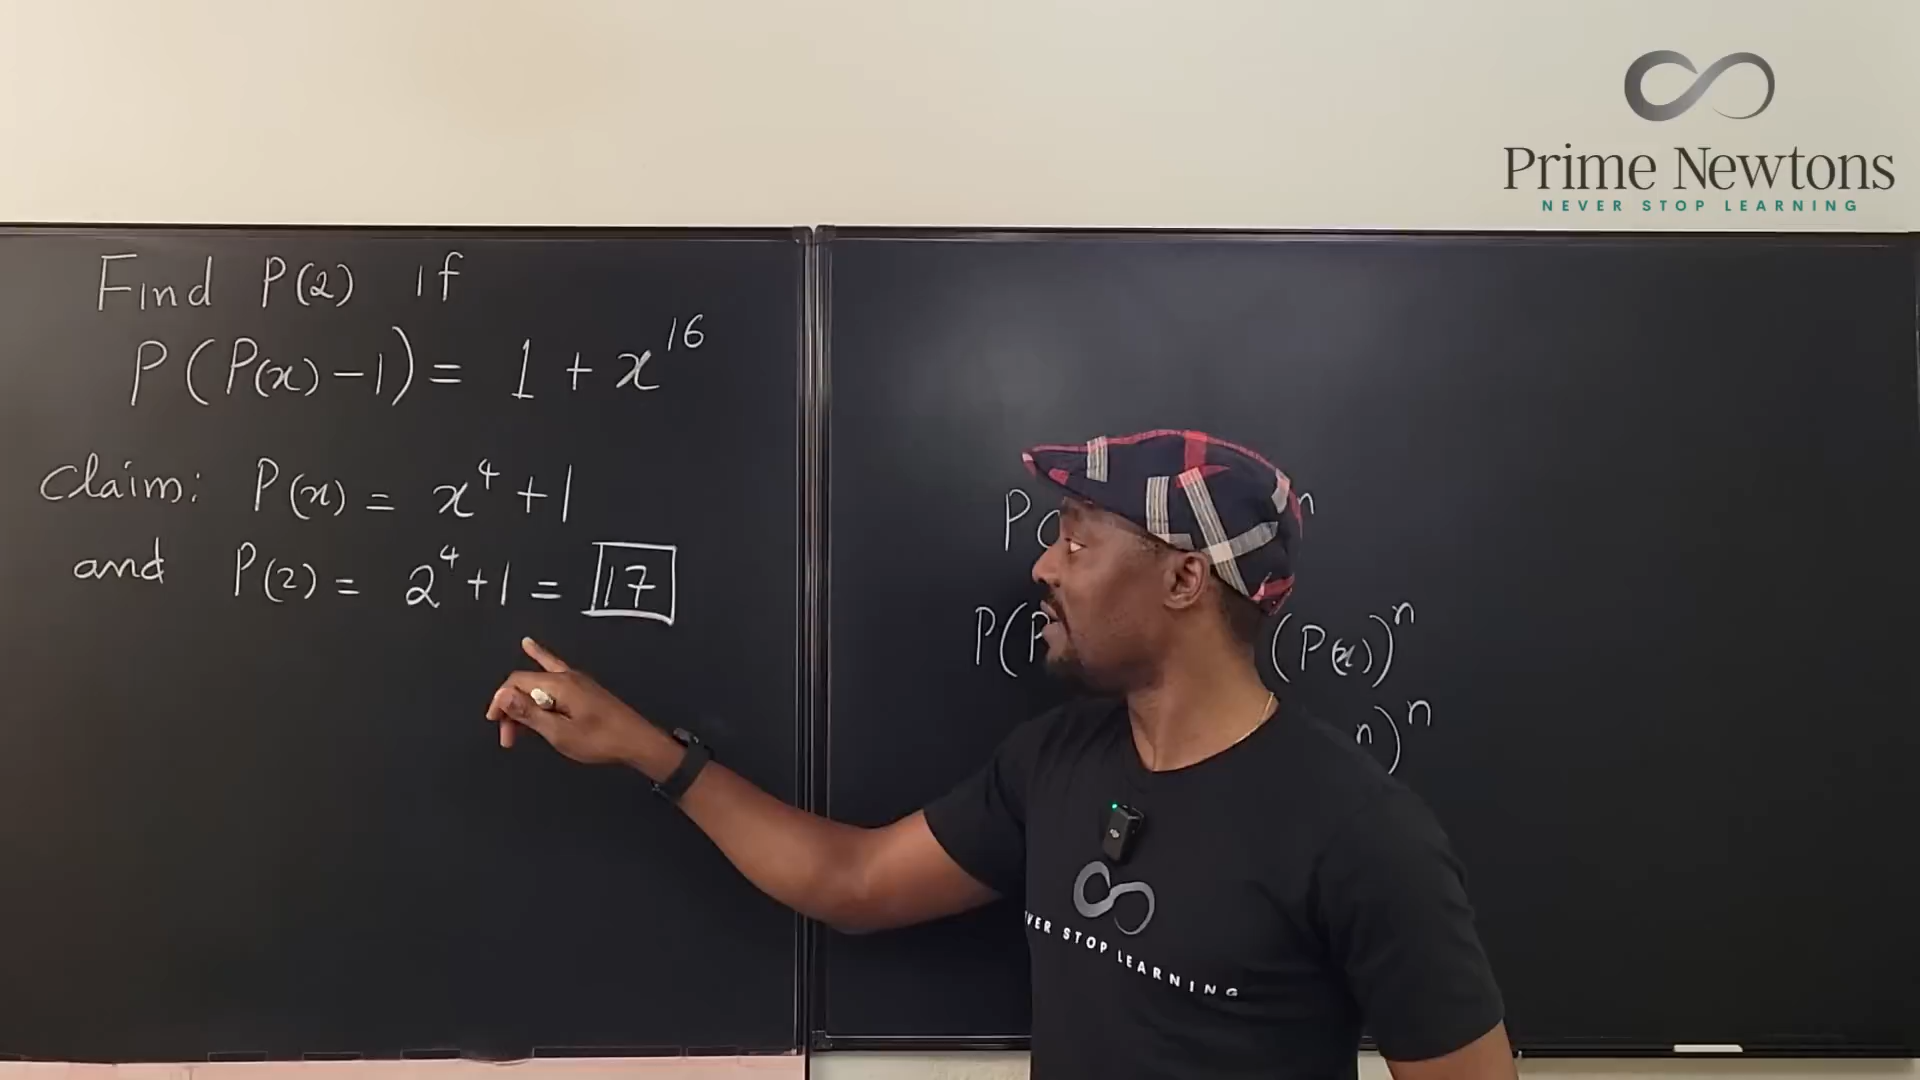 Prime Newtons
NEVER STOP LEARNING
Find P(2) if
P(P(x)-1) = 1 + x^16
Claim: P(x) = x^4 + 1
and P(2) = 2^4 + 1 = 17
n
P(P (P(x))^n
n)^n
VER STOP LEARNING